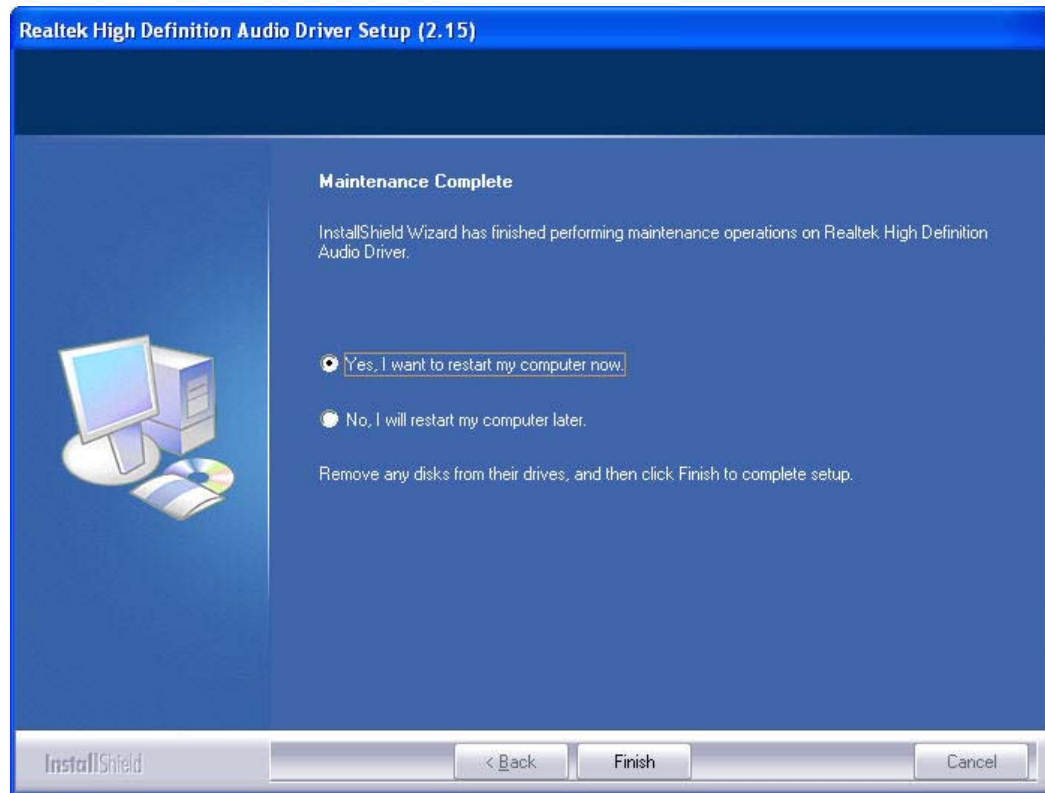 Realtek High Definition Audio Driver Setup (2.15)
Maintenance Complete
InstallShield Wizard has finished performing maintenance operations on Realtek High Definition
Audio Driver.
Yes, I want to restart my computer now.
No, I will restart my computer later.
Remove any disks from their drives, and then click Finish to complete setup.
InstallShield
< Back
Finish
Cancel